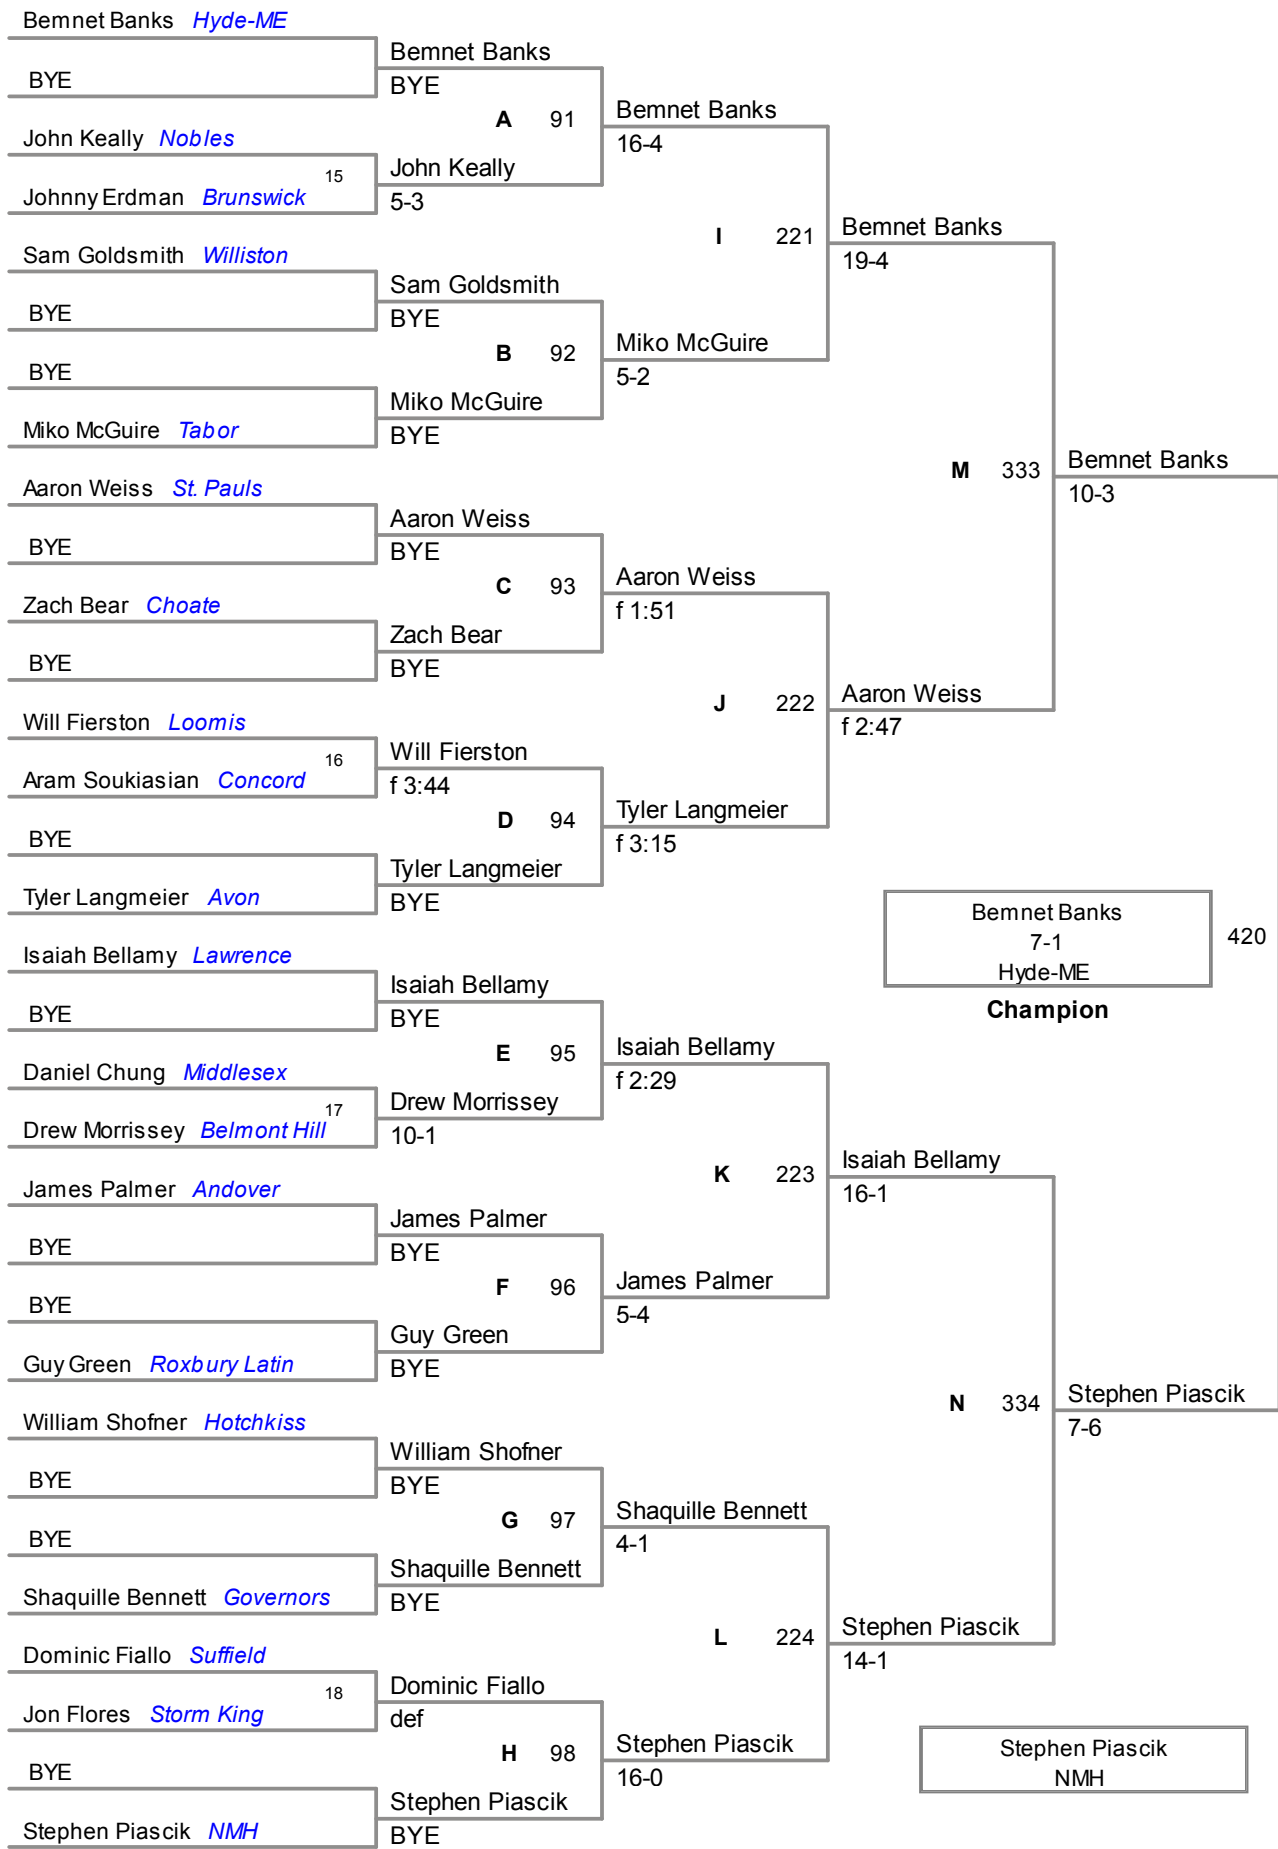 Bemnet Banks Hyde-ME
BYE
John Keally Nobles
15
Johnny Erdman Brunswick
Sam Goldsmith Williston
BYE
BYE
Miko McGuire Tabor
Aaron Weiss St. Pauls
BYE
Zach Bear Choate
BYE
Will Fierston Loomis
16
Aram Soukiasian Concord
BYE
Tyler Langmeier Avon
Isaiah Bellamy Lawrence
BYE
Daniel Chung Middlesex
17
Drew Morrissey Belmont Hill
James Palmer Andover
BYE
BYE
Guy Green Roxbury Latin
William Shofner Hotchkiss
BYE
BYE
Shaquille Bennett Governors
Dominic Fiallo Suffield
18
Jon Flores Storm King
BYE
Stephen Piascik NMH
Bemnet Banks
BYE
A 91
John Keally
5-3
Sam Goldsmith
BYE
B 92
Miko McGuire
BYE
Aaron Weiss
BYE
C 93
Zach Bear
BYE
Will Fierston
f 3:44
D 94
Tyler Langmeier
BYE
Isaiah Bellamy
BYE
E 95
Drew Morrissey
10-1
James Palmer
BYE
F 96
Guy Green
BYE
William Shofner
BYE
G 97
Shaquille Bennett
BYE
Dominic Fiallo
def
H 98
Stephen Piascik
BYE
Bemnet Banks
16-4
I 221
Miko McGuire
5-2
Aaron Weiss
f 1:51
J 222
Tyler Langmeier
f 3:15
Isaiah Bellamy
f 2:29
K 223
James Palmer
5-4
Shaquille Bennett
4-1
L 224
Stephen Piascik
16-0
Bemnet Banks
19-4
M 333
Aaron Weiss
f 2:47
Isaiah Bellamy
16-1
N 334
Stephen Piascik
14-1
Bemnet Banks
10-3
Stephen Piascik
7-6
Bemnet Banks
7-1
Hyde-ME
420
Champion
Stephen Piascik
NMH